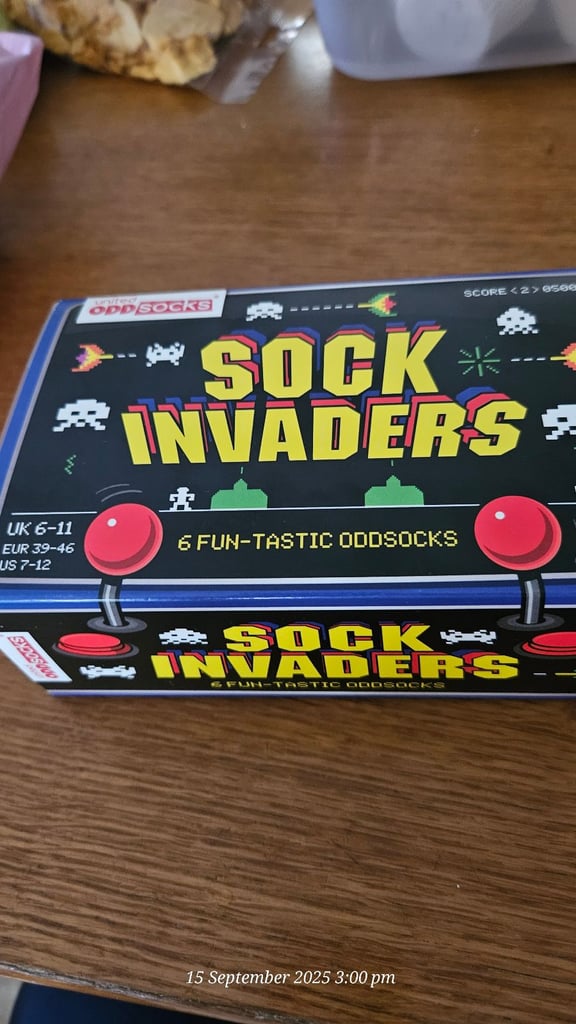 united
ODDSOCKS
SCORE < 2 > 0500
SOCK
INVADERS
UK 6-11
EUR 39-46
US 7-12
6 FUN-TASTIC ODDSOCKS
ODDSOCKS
SOCK
INVADERS
6 FUN-TASTIC ODDSOCKS
15 September 2025 3:00 pm